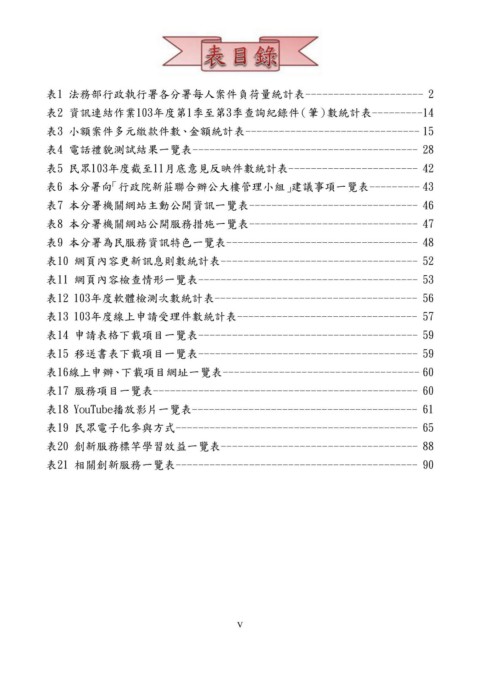 表目錄
表1 法務部行政執行署各分署每人案件負荷量統計表--------------------- 2
表2 資訊連結作業103年度第1季至第3季查詢紀錄件(筆)數統計表---------14
表3 小額案件多元繳款件數、金額統計表------------------------------- 15
表4 電話禮貌測試結果一覽表---------------------------------------- 28
表5 民眾103年度截至11月底意見反映件數統計表----------------------- 42
表6 本分署向「行政院新莊聯合辦公大樓管理小組」建議事項一覽表--------- 43
表7 本分署機關網站主動公開資訊一覽表------------------------------ 46
表8 本分署機關網站公開服務措施一覽表------------------------------ 47
表9 本分署為民服務資訊特色一覽表---------------------------------- 48
表10 網頁內容更新訊息則數統計表----------------------------------- 52
表11 網頁內容檢查情形一覽表--------------------------------------- 53
表12 103年度軟體檢測次數統計表------------------------------------ 56
表13 103年度線上申請受理件數統計表-------------------------------- 57
表14 申請表格下載項目一覽表--------------------------------------- 59
表15 移送書表下載項目一覽表--------------------------------------- 59
表16線上申辦、下載項目網址一覽表----------------------------------- 60
表17 服務項目一覽表----------------------------------------------- 60
表18 YouTube播放影片一覽表---------------------------------------- 61
表19 民眾電子化參與方式------------------------------------------- 65
表20 創新服務標竿學習效益一覽表----------------------------------- 88
表21 相關創新服務一覽表------------------------------------------- 90
v